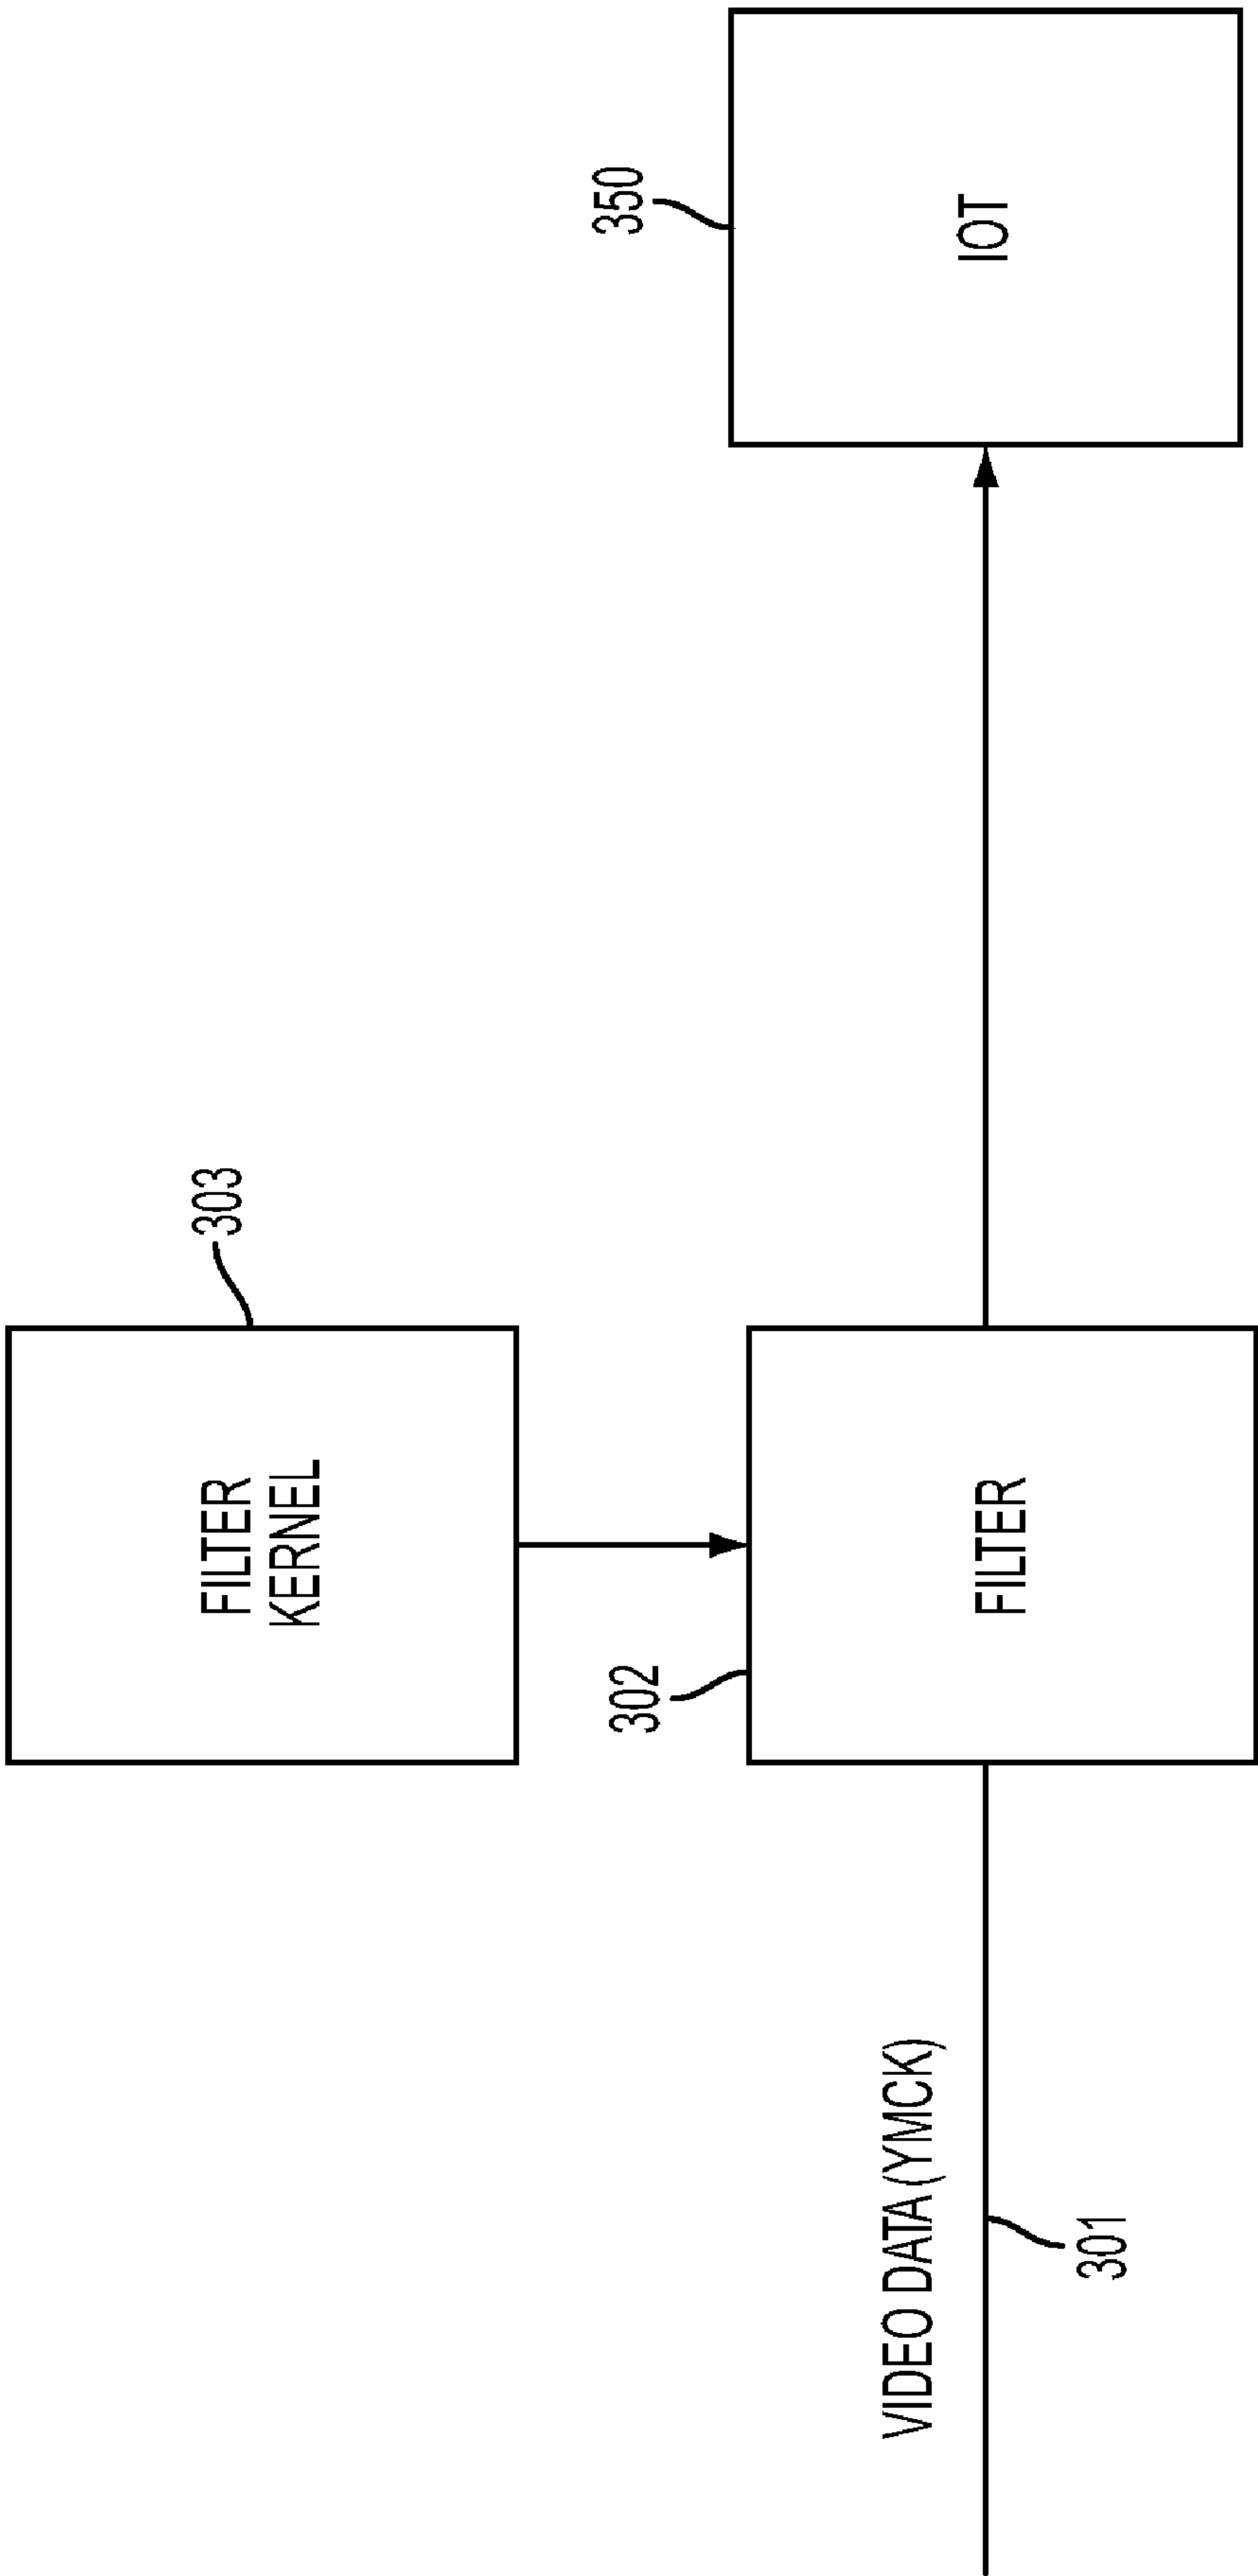 303
FILTER
KERNEL
350
302
VIDEO DATA (YMCK)
FILTER
IOT
301